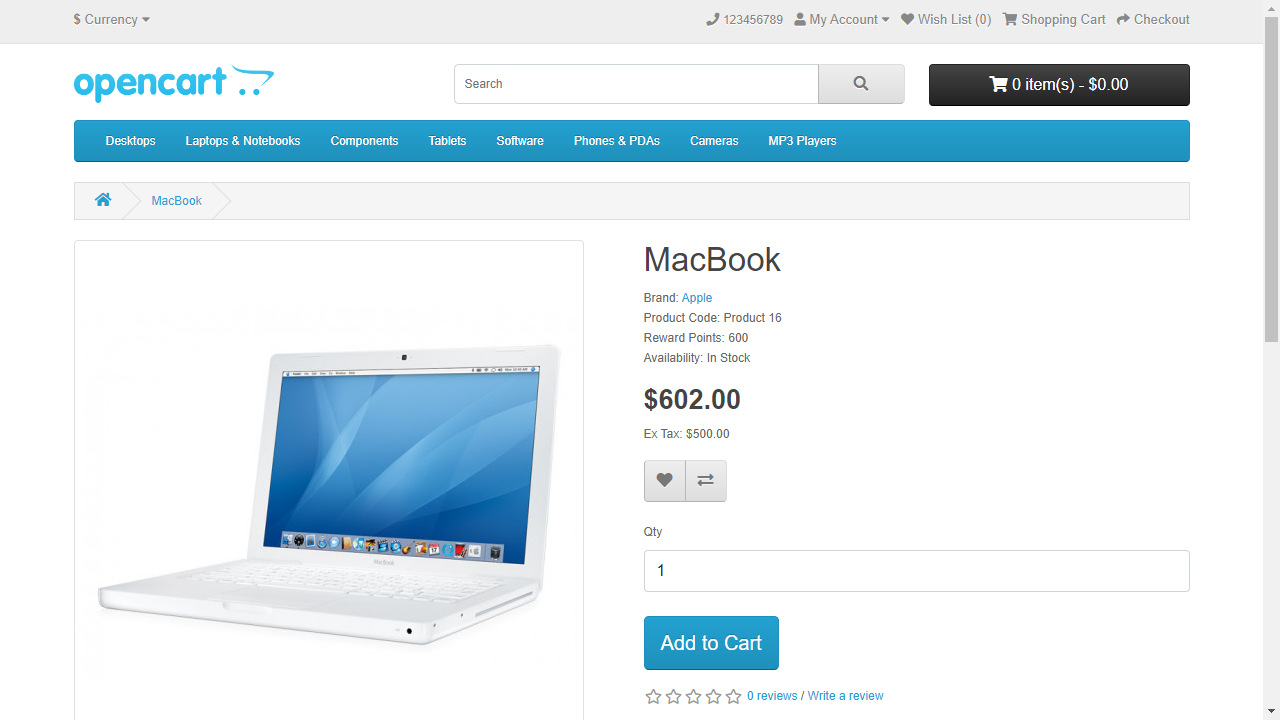 $ Currency
123456789 My Account Wish List (0) Shopping Cart Checkout
opencart
Search
0 item(s) - $0.00
Desktops Laptops & Notebooks Components Tablets Software Phones & PDAs Cameras MP3 Players
MacBook
MacBook
Brand: Apple
Product Code: Product 16
Reward Points: 600
Availability: In Stock
$602.00
Ex Tax: $500.00
Qty
1
Add to Cart
0 reviews / Write a review
MacBook